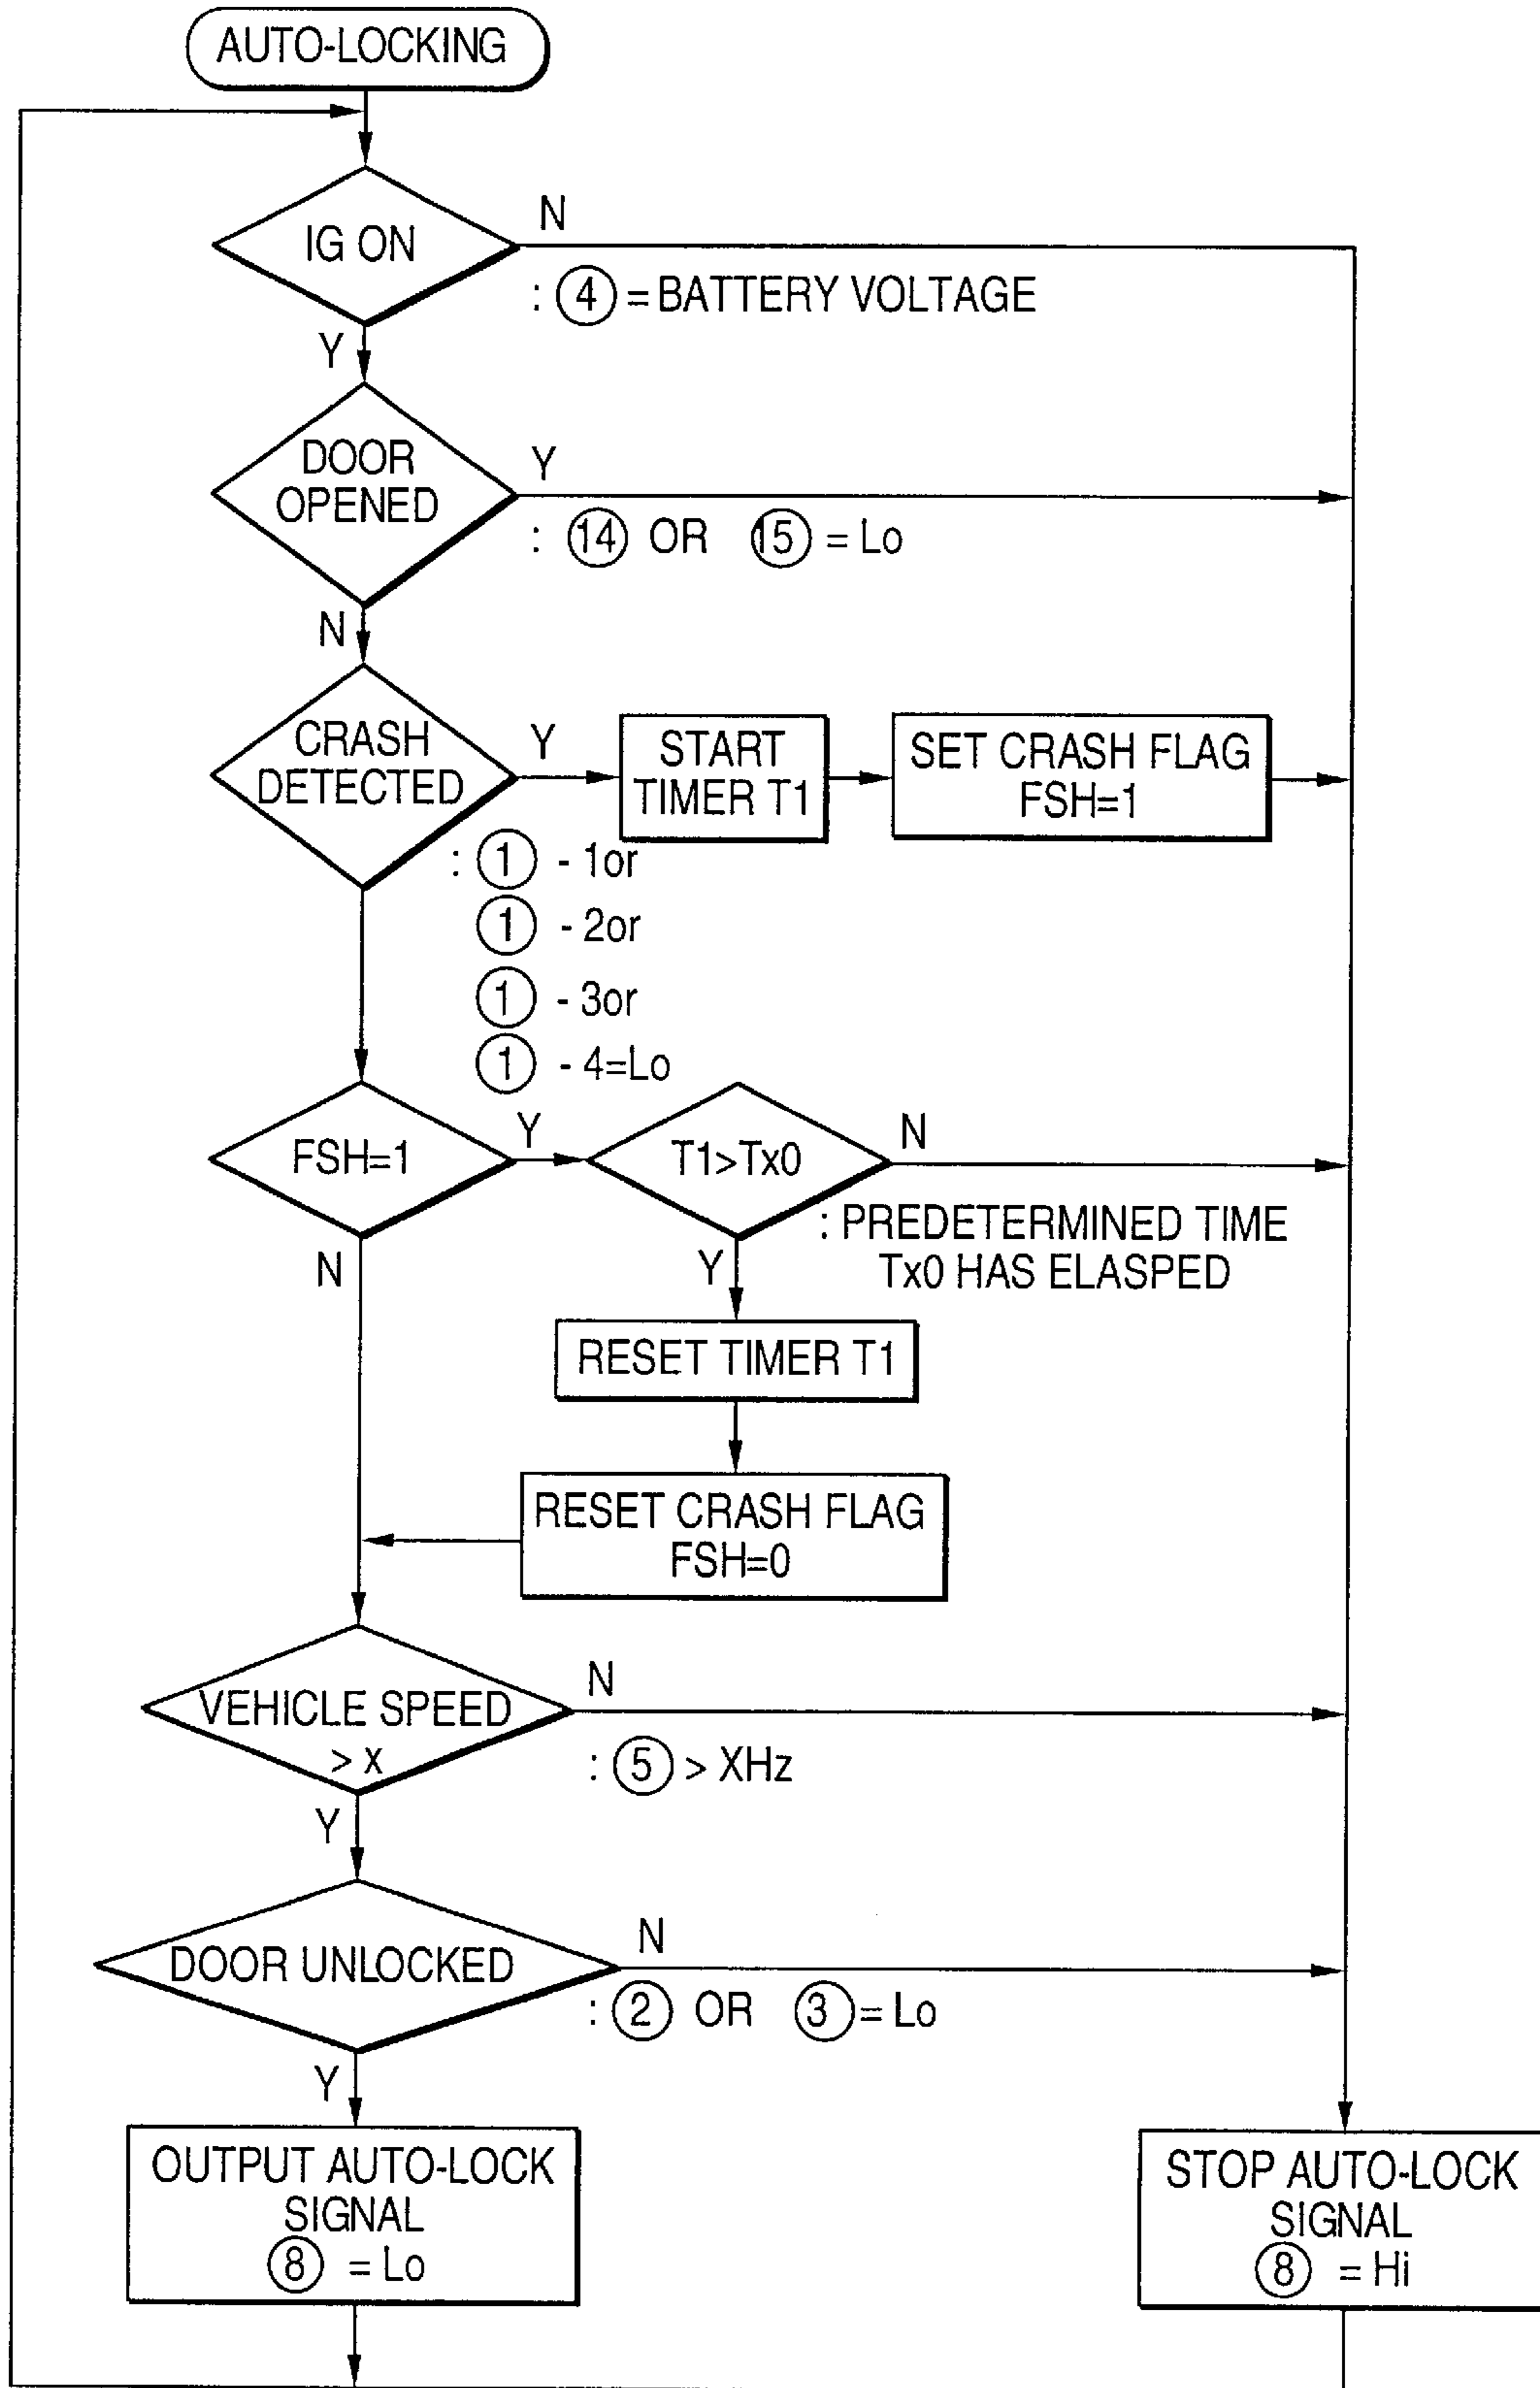 AUTO-LOCKING
IG ON
N
: ④ = BATTERY VOLTAGE
Y
DOOR
OPENED
Y
: ⑭ OR ⑮ = Lo
N
CRASH
DETECTED
Y
START
TIMER T1
SET CRASH FLAG
FSH=1
: ① - 1or
① - 2or
① - 3or
① - 4=Lo
FSH=1
Y
T1>Tx0
N
: PREDETERMINED TIME
Tx0 HAS ELASPED
N
Y
RESET TIMER T1
RESET CRASH FLAG
FSH=0
VEHICLE SPEED
> x
N
: ⑤ > XHz
Y
DOOR UNLOCKED
N
: ② OR ③ = Lo
Y
OUTPUT AUTO-LOCK
SIGNAL
⑧ = Lo
STOP AUTO-LOCK
SIGNAL
⑧ = Hi